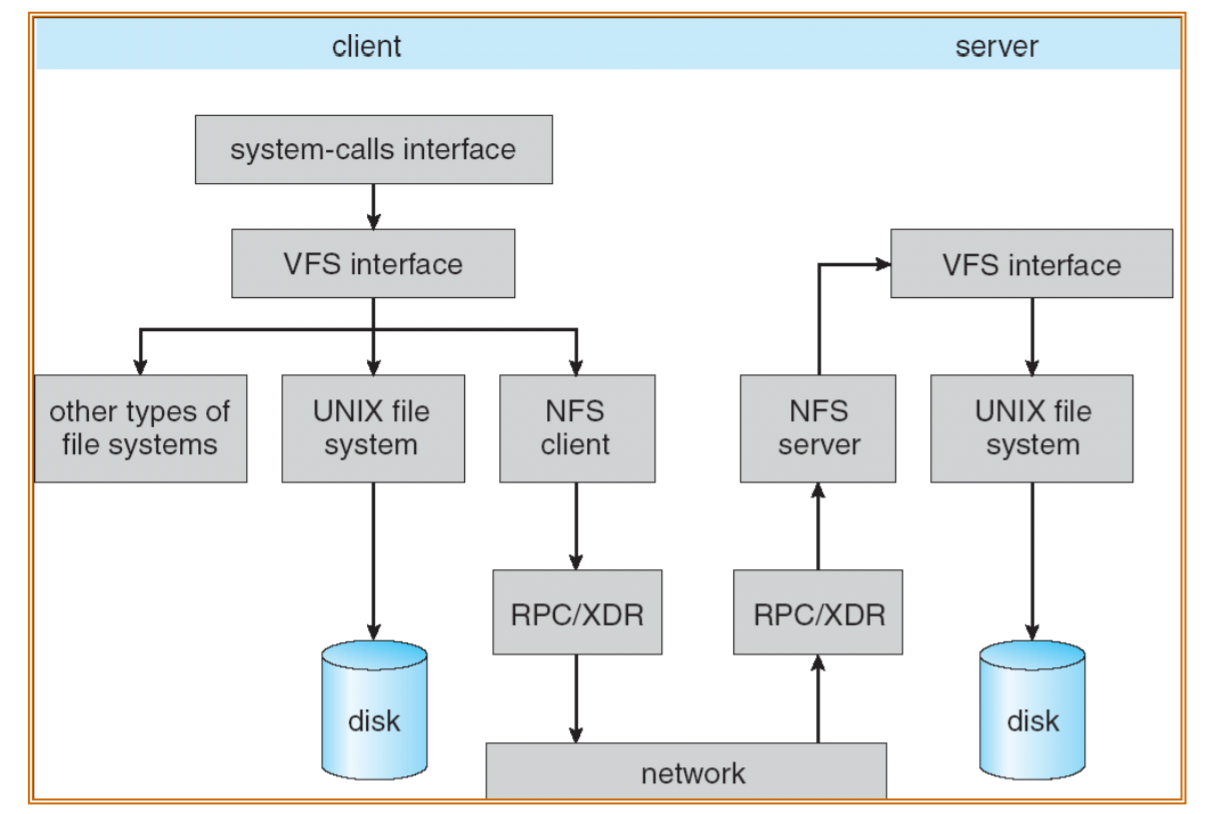 client
server
system-calls interface
VFS interface
VFS interface
other types of
file systems
UNIX file
system
NFS
client
NFS
server
UNIX file
system
RPC/XDR
RPC/XDR
disk
disk
network